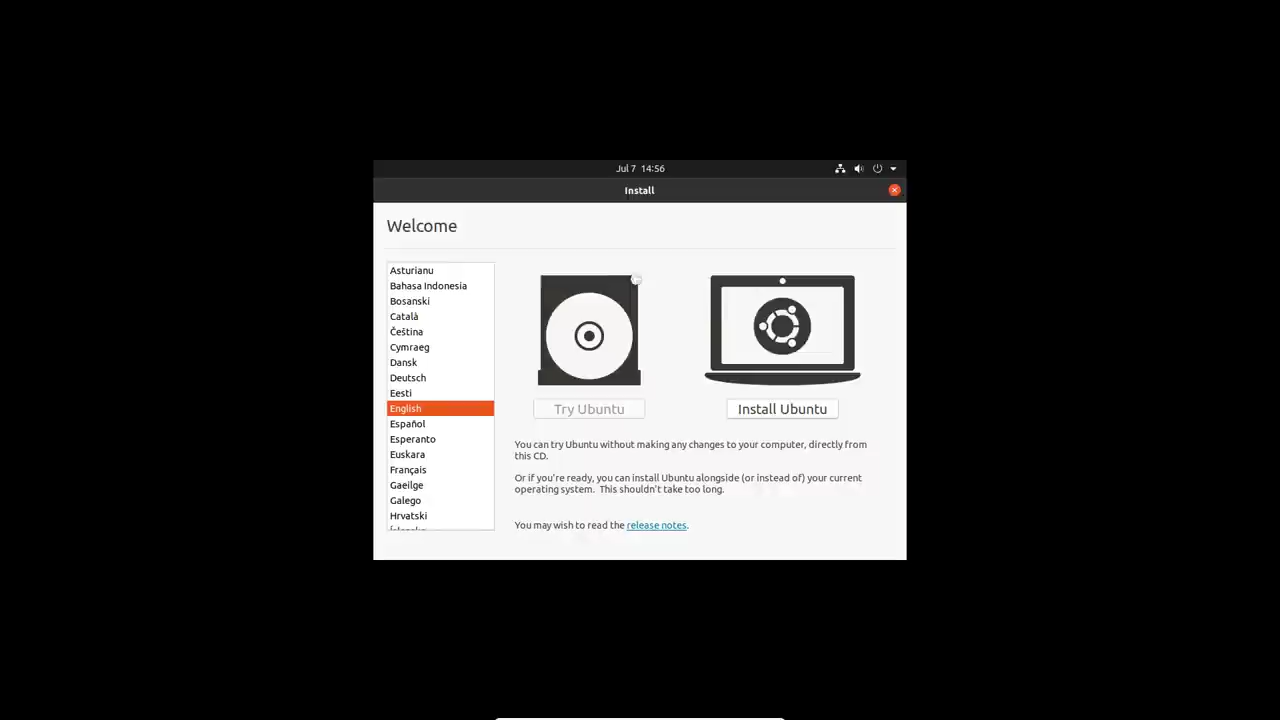 Jul 7 14:56
Install
Welcome
Asturianu
Bahasa Indonesia
Bosanski
Català
Čeština
Cymraeg
Dansk
Deutsch
Eesti
English
Español
Esperanto
Euskara
Français
Gaeilge
Galego
Hrvatski
Try Ubuntu
Install Ubuntu
You can try Ubuntu without making any changes to your computer, directly from
this CD.
Or if you're ready, you can install Ubuntu alongside (or instead of) your current
operating system. This shouldn't take too long.
You may wish to read the release notes.